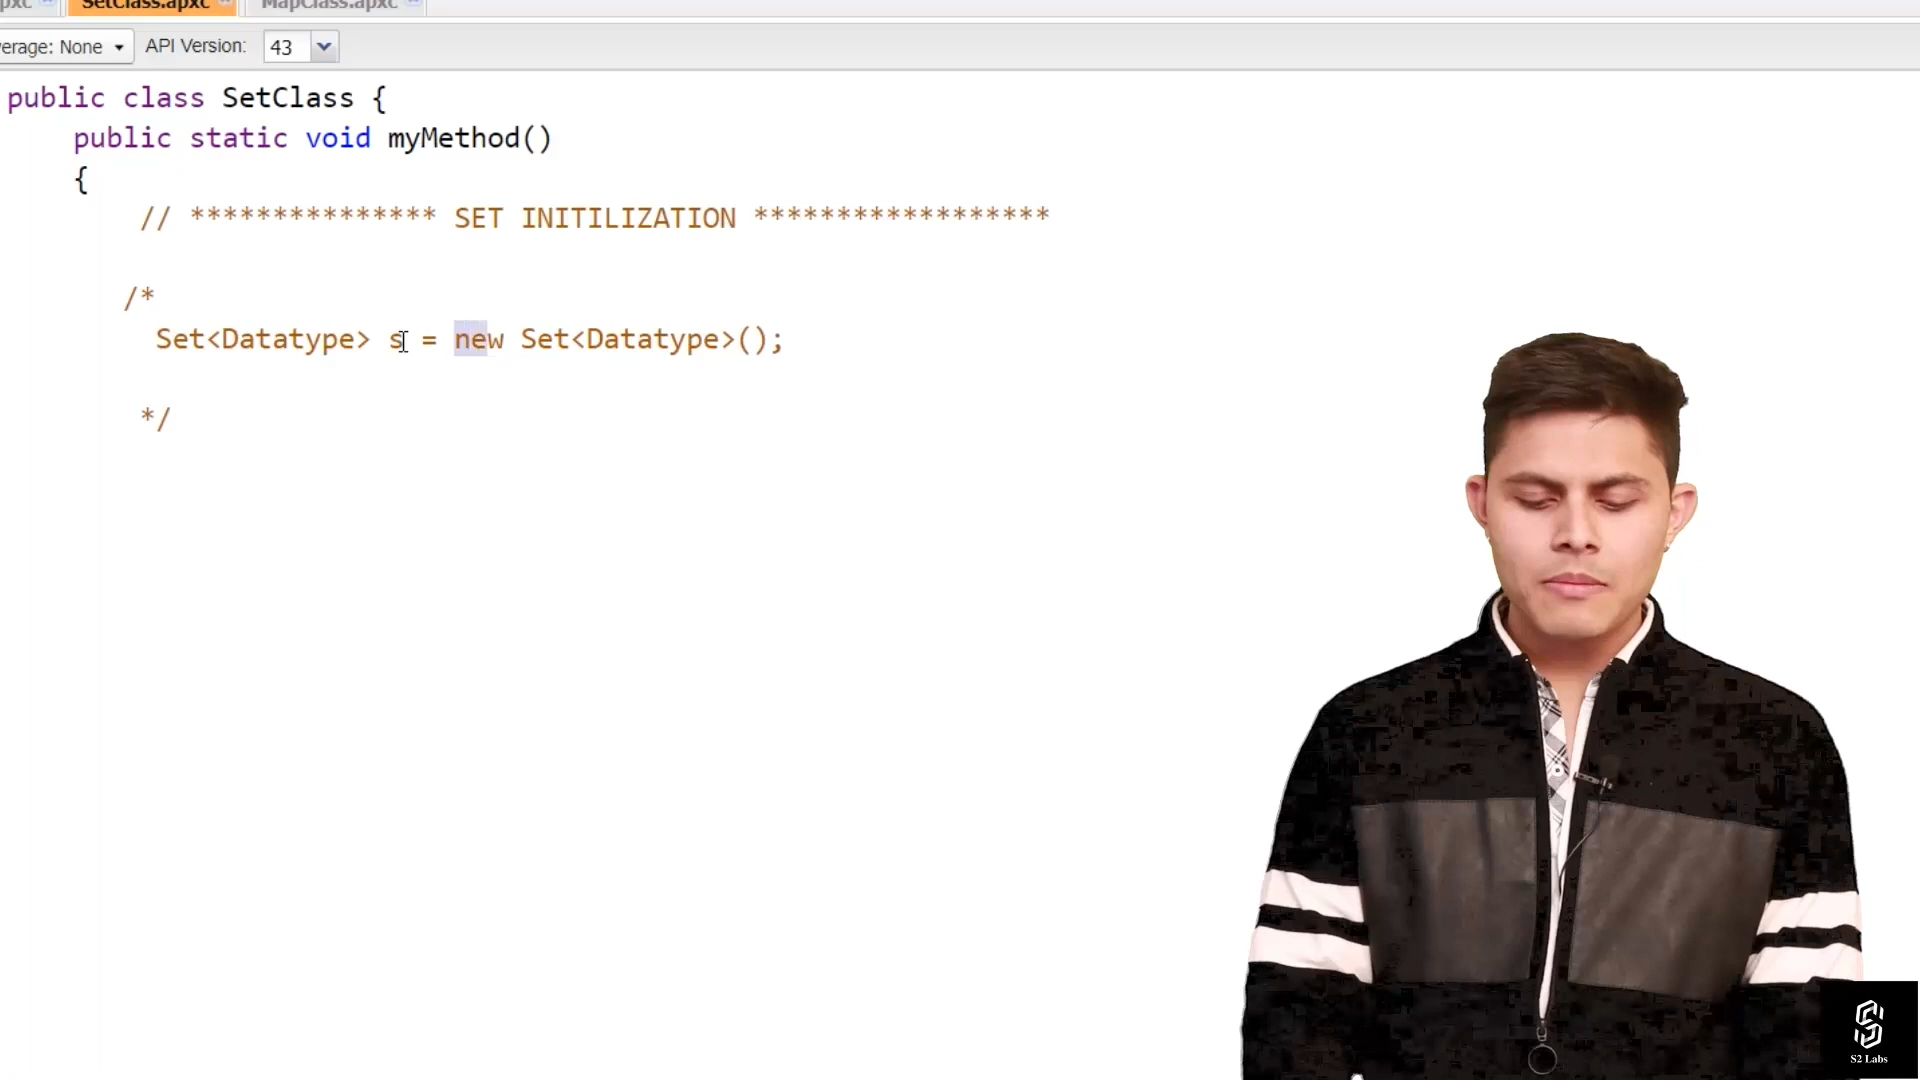 SetClass.apxc MapClass.apxc
erage: None API Version: 43
public class SetClass {
public static void myMethod()
{
// *************** SET INITILIZATION ******************
/*
Set<Datatype> s = new Set<Datatype>();
*/
S2 Labs